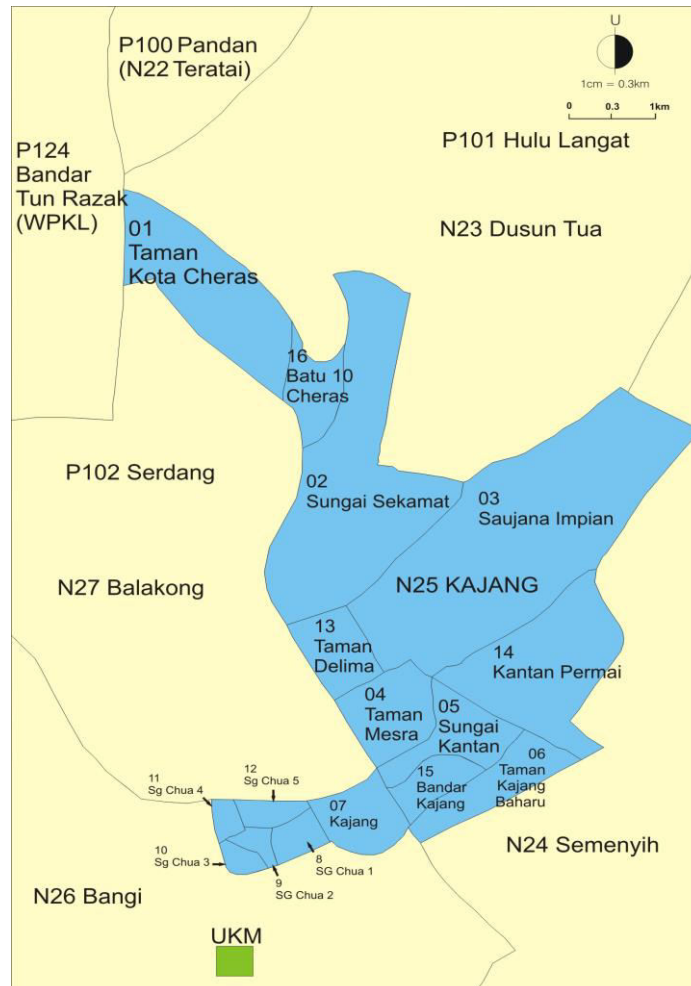 P100 Pandan
(N22 Teratai)
U
1cm = 0.3km
0 0.3 1km
P124
Bandar
Tun Razak
(WPKL)
P101 Hulu Langat
N23 Dusun Tua
01
Taman
Kota Cheras
16
Batu 10
Cheras
P102 Serdang
02
Sungai Sekamat
03
Saujana Impian
N27 Balakong
N25 KAJANG
13
Taman
Delima
14
Kantan Permai
04
Taman
Mesra
05
Sungai
Kantan
06
Taman
Kajang
Baharu
15
Bandar
Kajang
11
Sg Chua 4
12
Sg Chua 5
07
Kajang
10
Sg Chua 3
8
SG Chua 1
9
SG Chua 2
N24 Semenyih
N26 Bangi
UKM